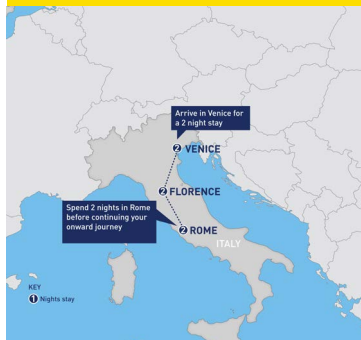 Arrive in Venice for
a 2 night stay
2 VENICE
2 FLORENCE
Spend 2 nights in Rome
before continuing your
onward journey
2 ROME
ITALY
KEY
1 Nights stay